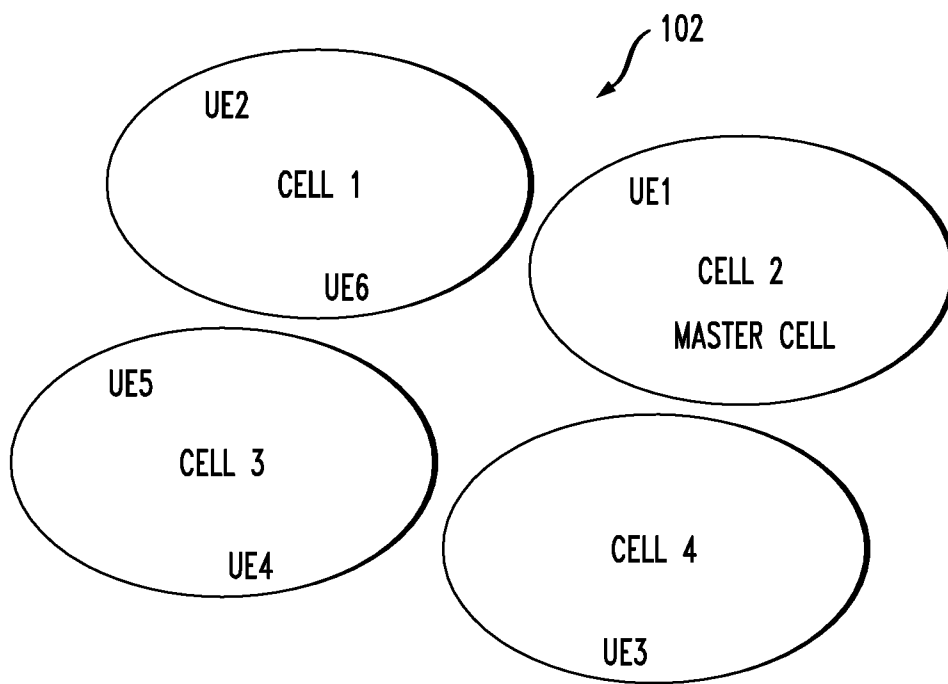 102
UE2
CELL 1
UE6
UE1
CELL 2
MASTER CELL
UE5
CELL 3
UE4
CELL 4
UE3